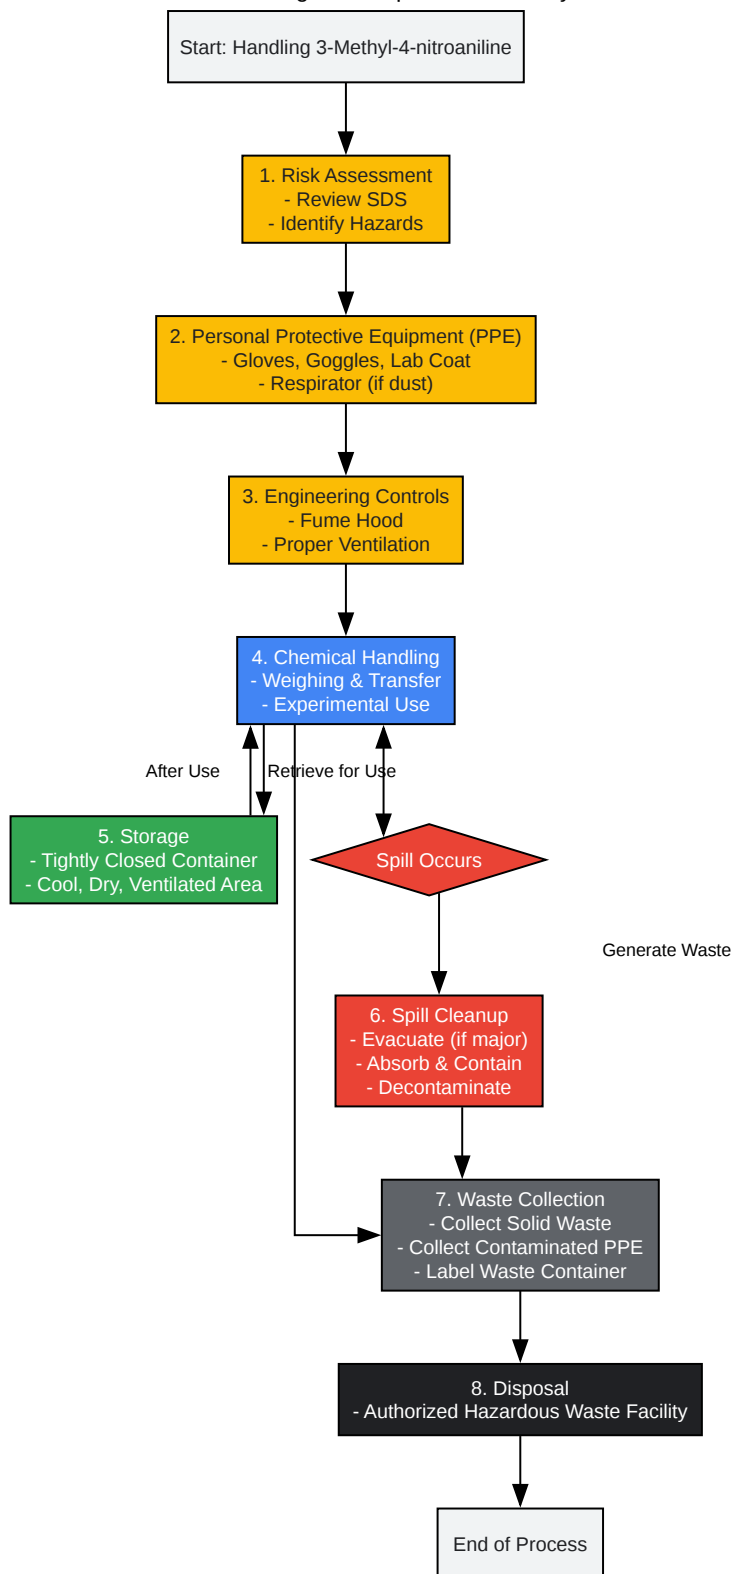 Start: Handling 3-Methyl-4-nitroaniline
1. Risk Assessment
- Review SDS
- Identify Hazards
2. Personal Protective Equipment (PPE)
- Gloves, Goggles, Lab Coat
- Respirator (if dust)
3. Engineering Controls
- Fume Hood
- Proper Ventilation
4. Chemical Handling
- Weighing & Transfer
- Experimental Use
After Use
Retrieve for Use
5. Storage
- Tightly Closed Container
- Cool, Dry, Ventilated Area
Spill Occurs
Generate Waste
6. Spill Cleanup
- Evacuate (if major)
- Absorb & Contain
- Decontaminate
7. Waste Collection
- Collect Solid Waste
- Collect Contaminated PPE
- Label Waste Container
8. Disposal
- Authorized Hazardous Waste Facility
End of Process